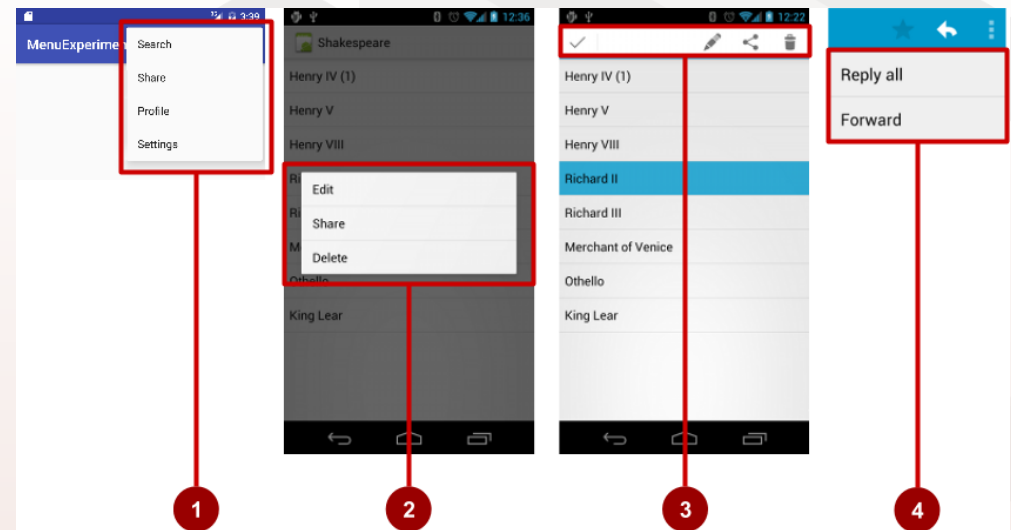 3:39
MenuExperime
Search
Share
Profile
Settings
1
12:36
Shakespeare
Henry IV (1)
Henry V
Henry VIII
Ri
Edit
Ri
Share
M
Delete
Othello
King Lear
2
12:22
Henry IV (1)
Henry V
Henry VIII
Richard II
Richard III
Merchant of Venice
Othello
King Lear
3
Reply all
Forward
4